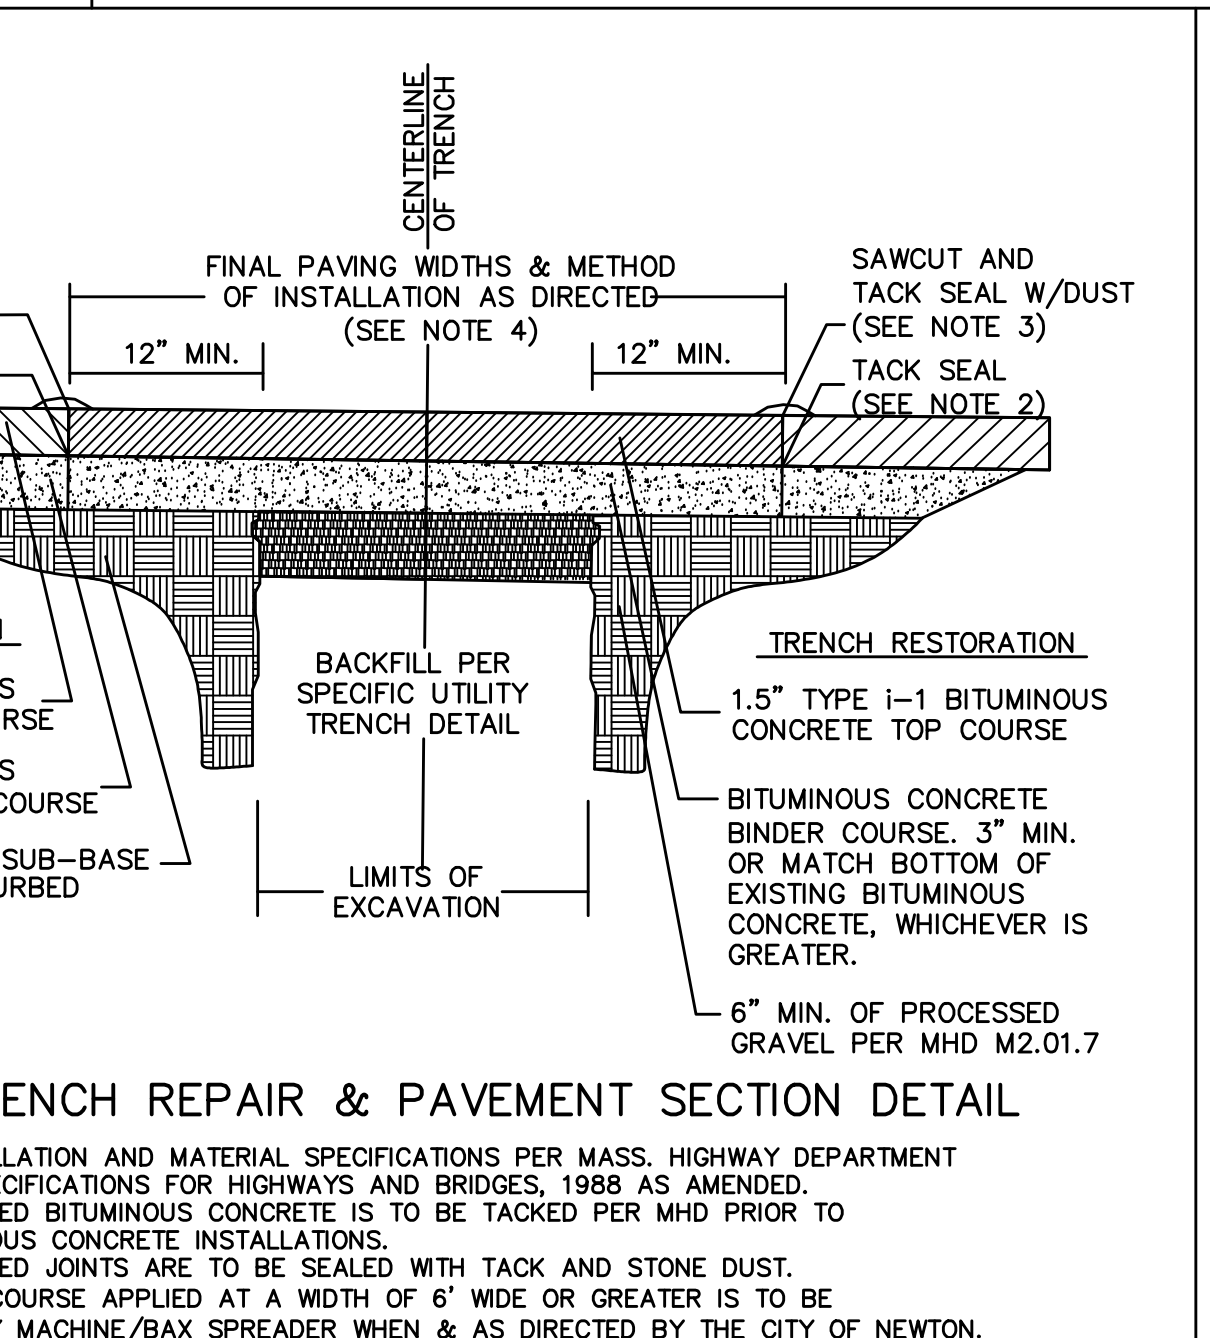 CENTERLINE
OF TRENCH
FINAL PAVING WIDTHS & METHOD
OF INSTALLATION AS DIRECTED
(SEE NOTE 4)
12" MIN.
12" MIN.
SAWCUT AND
TACK SEAL W/DUST
(SEE NOTE 3)
TACK SEAL
(SEE NOTE 2)
BACKFILL PER
SPECIFIC UTILITY
TRENCH DETAIL
LIMITS OF
EXCAVATION
S
RSE
S
COURSE
SUB-BASE
URBED
TRENCH RESTORATION
1.5" TYPE i-1 BITUMINOUS
CONCRETE TOP COURSE
BITUMINOUS CONCRETE
BINDER COURSE. 3" MIN.
OR MATCH BOTTOM OF
EXISTING BITUMINOUS
CONCRETE, WHICHEVER IS
GREATER.
6" MIN. OF PROCESSED
GRAVEL PER MHD M2.01.7
ENCH REPAIR & PAVEMENT SECTION DETAIL
LLATION AND MATERIAL SPECIFICATIONS PER MASS. HIGHWAY DEPARTMENT
CIFICATIONS FOR HIGHWAYS AND BRIDGES, 1988 AS AMENDED.
ED BITUMINOUS CONCRETE IS TO BE TACKED PER MHD PRIOR TO
OUS CONCRETE INSTALLATIONS.
ED JOINTS ARE TO BE SEALED WITH TACK AND STONE DUST.
COURSE APPLIED AT A WIDTH OF 6' WIDE OR GREATER IS TO BE
Y MACHINE/BAX SPREADER WHEN & AS DIRECTED BY THE CITY OF NEWTON.